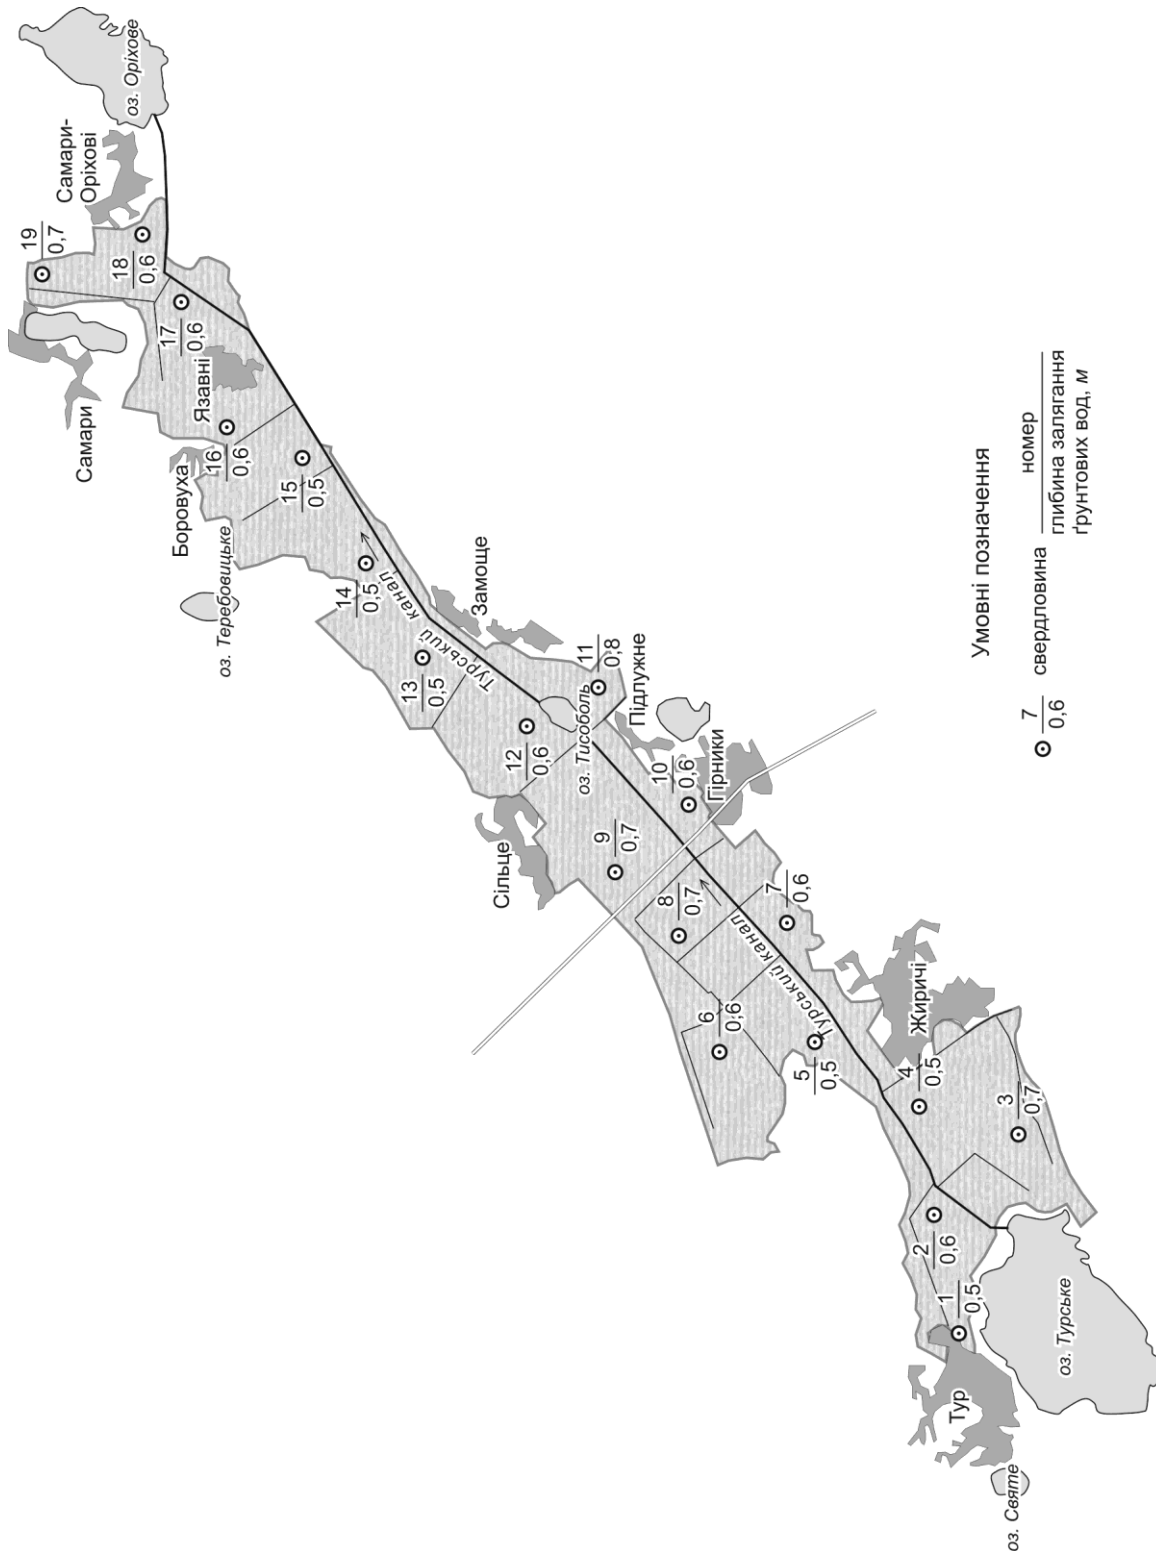 оз. Оріхове
Самари-
Оріхові
19
0,7
18
0,6
17
0,6
Самари
Язавні
16
0,6
Боровуха
15
0,5
оз. Теребовицьке
14
0,5
Турський канал
13
0,5
Замоще
11
0,8
Підлужне
оз. Тисоболь
12
0,6
10
0,6
Гірники
Сільце
9
0,7
8
0,7
7
0,6
Турський канал
6
0,6
5
0,5
Жиричі
4
0,5
3
0,7
2
0,6
1
0,5
оз. Турське
Тур
оз. Святе
Умовні позначення
7
0,6
свердловина
номер
глибина залягання
ґрунтових вод, м